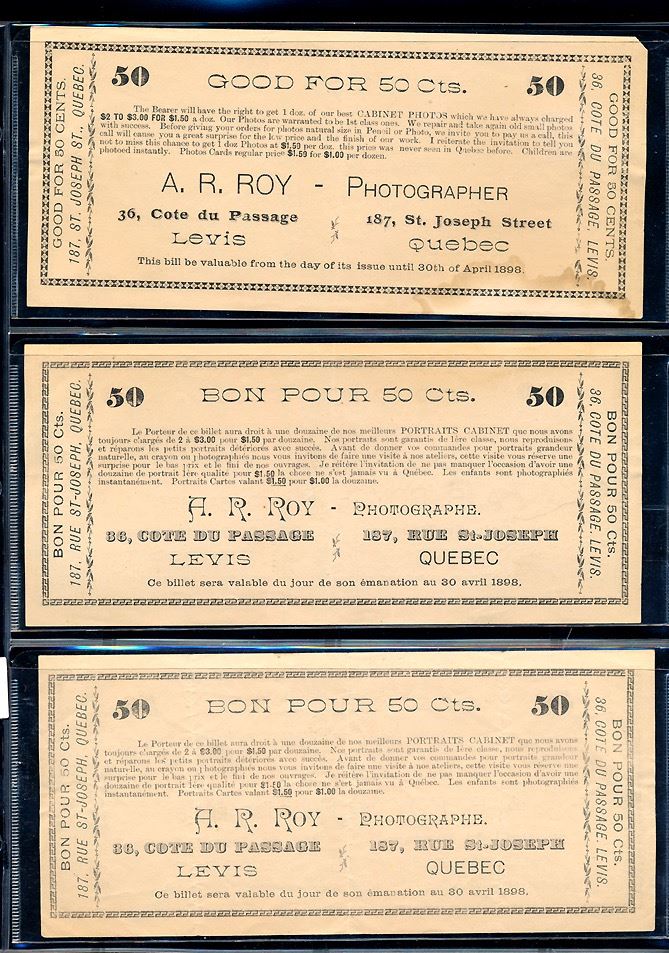 50 GOOD FOR 50 Cts. 50
GOOD FOR 50 CENTS.
187. ST. JOSEPH ST., QUEBEC.
The Bearer will have the right to get 1 doz. of our best CABINET PHOTOS which we have always charged
$2 TO $3.00 FOR $1.50 a doz. Our Photos are warranted to be 1st class ones. We repair and take again old small photos
with success. Before giving your orders for photos natural size in Pencil or Photo, we invite you to pay us a call, this
call will cause you a great surprise for the low price and the finish of our work. I reiterate the invitation to tell you
not to miss this chance to get 1 doz Photos at $1.50 per doz. this price was never seen in Quebec before. Children are
photoed instantly. Photos Cards regular price $1.50 for $1.00 per dozen.
A. R. ROY - PHOTOGRAPHER
36, Cote du Passage 187, St. Joseph Street
Levis Quebec
This bill be valuable from the day of its issue until 30th of April 1898.
GOOD FOR 50 CENTS.
36. COTE DU PASSAGE LEVIS.
50 BON POUR 50 Cts. 50
BON POUR 50 Cts.
187. RUE ST-JOSEPH, QUEBEC.
Le Porteur de ce billet aura droit à une douzaine de nos meilleurs PORTRAITS CABINET que nous avons
toujours chargés de 2 à $3.00 pour $1.50 par douzaine. Nos portraits sont garantis de 1ère classe, nous reproduisons
et réparons les petits portraits détériorés avec succès. Avant de donner vos commandes pour portraits grandeur
naturelle, au crayon ou photographiés nous vous invitons de faire une visite à nos ateliers, cette visite vous réserve une
surprise pour le bas prix et le fini de nos ouvrages. Je réitère l'invitation de ne pas manquer l'occasion d'avoir une
douzaine de portrait 1ère qualité pour $1.50 la chose ne s'est jamais vu à Québec. Les enfants sont photographiés
instantanément. Portraits Cartes valant $1.50 pour $1.00 la douzaine.
A. R. ROY - PHOTOGRAPHE.
36, COTE DU PASSAGE 187, RUE St-JOSEPH
LEVIS QUEBEC
Ce billet sera valable du jour de son émanation au 30 avril 1898.
BON POUR 50 Cts.
36. COTE DU PASSAGE. LEVIS.
50 BON POUR 50 Cts. 50
BON POUR 50 Cts.
187. RUE ST-JOSEPH, QUEBEC.
Le Porteur de ce billet aura droit à une douzaine de nos meilleurs PORTRAITS CABINET que nous avons
toujours chargés de 2 à $3.00 pour $1.50 par douzaine. Nos portraits sont garantis de 1ère classe, nous reproduisons
et réparons les petits portraits détériorés avec succès. Avant de donner vos commandes pour portraits grandeur
naturelle, au crayon ou photographiés nous vous invitons de faire une visite à nos ateliers, cette visite vous réserve une
surprise pour le bas prix et le fini de nos ouvrages. Je réitère l'invitation de ne pas manquer l'occasion d'avoir une
douzaine de portrait 1ère qualité pour $1.50 la chose ne s'est jamais vu à Québec. Les enfants sont photographiés
instantanément. Portraits Cartes valant $1.50 pour $1.00 la douzaine.
A. R. ROY - PHOTOGRAPHE.
36, COTE DU PASSAGE 187, RUE St-JOSEPH
LEVIS QUEBEC
Ce billet sera valable du jour de son émanation au 30 avril 1898.
BON POUR 50 Cts.
36. COTE DU PASSAGE. LEVIS.